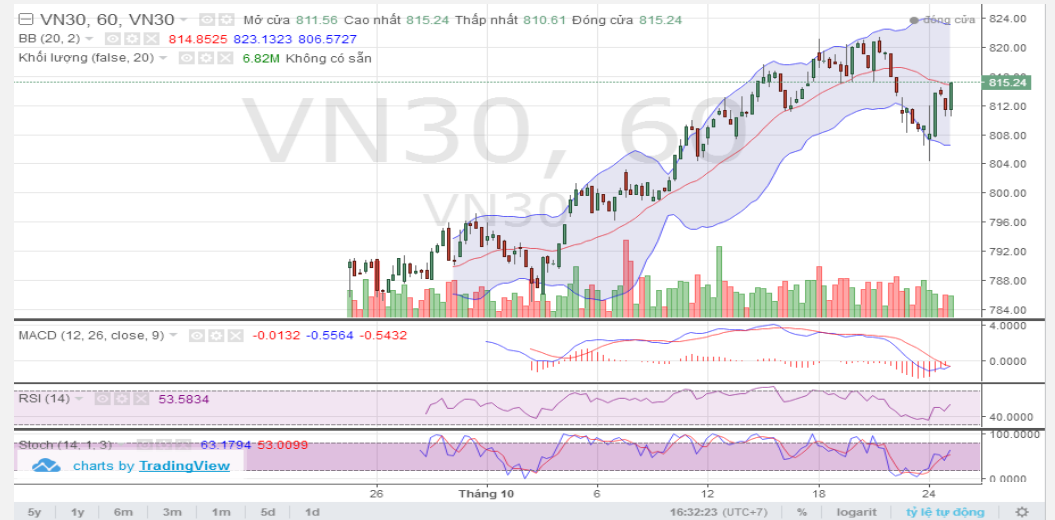 VN30, 60, VN30 Mở cửa 811.56 Cao nhất 815.24 Thấp nhất 810.61 Đóng cửa 815.24
đóng cửa
BB (20, 2) 814.8525 823.1323 806.5727
Khối lượng (false, 20) 6.82M Không có sẵn
VN30, 60
VN30
824.00
820.00
815.24
812.00
808.00
804.00
800.00
796.00
792.00
788.00
784.00
MACD (12, 26, close, 9) -0.0132 -0.5564 -0.5432
4.0000
0.0000
RSI (14) 53.5834
40.0000
Stoch (14, 1, 3) 63.1794 53.0099
100.0000
0.0000
charts by TradingView
26 Tháng 10 6 12 18 24
5y 1y 6m 3m 1m 5d 1d 16:32:23 (UTC+7) % logarit tỷ lệ tự động